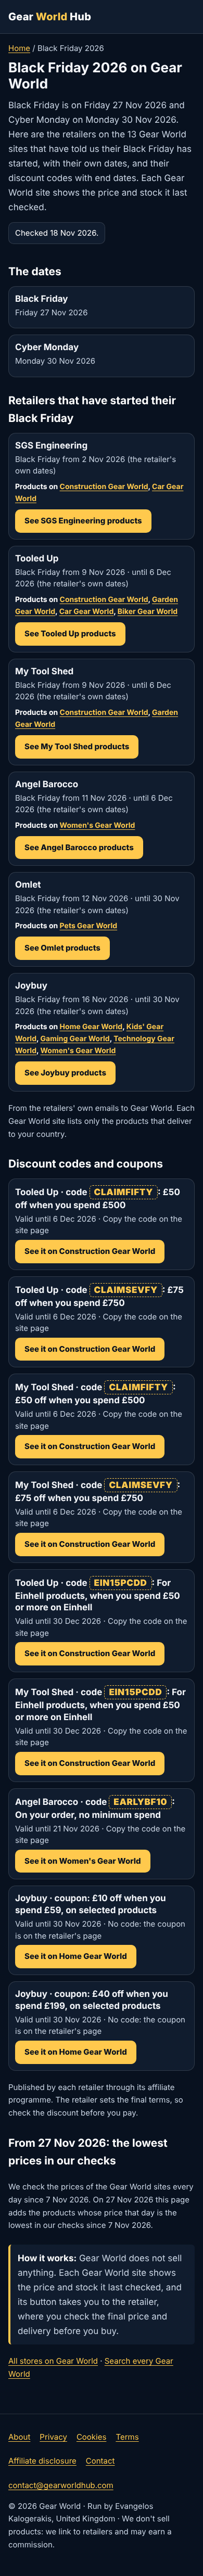 Gear World Hub
Home / Black Friday 2026
Black Friday 2026 on Gear
World
Black Friday is on Friday 27 Nov 2026 and
Cyber Monday on Monday 30 Nov 2026.
Here are the retailers on the 13 Gear World
sites that have told us their Black Friday has
started, with their own dates, and their
discount codes with end dates. Each Gear
World site shows the price and stock it last
checked.
Checked 18 Nov 2026.
The dates
Black Friday
Friday 27 Nov 2026
Cyber Monday
Monday 30 Nov 2026
Retailers that have started their
Black Friday
SGS Engineering
Black Friday from 2 Nov 2026 (the retailer's
own dates)
Products on Construction Gear World, Car Gear
World
See SGS Engineering products
Tooled Up
Black Friday from 9 Nov 2026 · until 6 Dec
2026 (the retailer's own dates)
Products on Construction Gear World, Garden
Gear World, Car Gear World, Biker Gear World
See Tooled Up products
My Tool Shed
Black Friday from 9 Nov 2026 · until 6 Dec
2026 (the retailer's own dates)
Products on Construction Gear World, Garden
Gear World
See My Tool Shed products
Angel Barocco
Black Friday from 11 Nov 2026 · until 6 Dec
2026 (the retailer's own dates)
Products on Women's Gear World
See Angel Barocco products
Omlet
Black Friday from 12 Nov 2026 · until 30 Nov
2026 (the retailer's own dates)
Products on Pets Gear World
See Omlet products
Joybuy
Black Friday from 16 Nov 2026 · until 30 Nov
2026 (the retailer's own dates)
Products on Home Gear World, Kids' Gear
World, Gaming Gear World, Technology Gear
World, Women's Gear World
See Joybuy products
From the retailers' own emails to Gear World. Each
Gear World site lists only the products that deliver
to your country.
Discount codes and coupons
Tooled Up · code CLAIMFIFTY: £50
off when you spend £500
Valid until 6 Dec 2026 · Copy the code on the
site page
See it on Construction Gear World
Tooled Up · code CLAIMSEVFY: £75
off when you spend £750
Valid until 6 Dec 2026 · Copy the code on the
site page
See it on Construction Gear World
My Tool Shed · code CLAIMFIFTY:
£50 off when you spend £500
Valid until 6 Dec 2026 · Copy the code on the
site page
See it on Construction Gear World
My Tool Shed · code CLAIMSEVFY:
£75 off when you spend £750
Valid until 6 Dec 2026 · Copy the code on the
site page
See it on Construction Gear World
Tooled Up · code EIN15PCDD: For
Einhell products, when you spend £50
or more on Einhell
Valid until 30 Dec 2026 · Copy the code on the
site page
See it on Construction Gear World
My Tool Shed · code EIN15PCDD: For
Einhell products, when you spend £50
or more on Einhell
Valid until 30 Dec 2026 · Copy the code on the
site page
See it on Construction Gear World
Angel Barocco · code EARLYBF10:
On your order, no minimum spend
Valid until 21 Nov 2026 · Copy the code on the
site page
See it on Women's Gear World
Joybuy · coupon: £10 off when you
spend £59, on selected products
Valid until 30 Nov 2026 · No code: the coupon
is on the retailer's page
See it on Home Gear World
Joybuy · coupon: £40 off when you
spend £199, on selected products
Valid until 30 Nov 2026 · No code: the coupon
is on the retailer's page
See it on Home Gear World
Published by each retailer through its affiliate
programme. The retailer sets the final terms, so
check the discount before you pay.
From 27 Nov 2026: the lowest
prices in our checks
We check the prices of the Gear World sites every
day since 7 Nov 2026. On 27 Nov 2026 this page
adds the products whose price that day is the
lowest in our checks since 7 Nov 2026.
How it works: Gear World does not sell
anything. Each Gear World site shows
the price and stock it last checked, and
its button takes you to the retailer,
where you check the final price and
delivery before you buy.
All stores on Gear World · Search every Gear
World
About Privacy Cookies Terms
Affiliate disclosure Contact
contact@gearworldhub.com
© 2026 Gear World · Run by Evangelos
Kalogerakis, United Kingdom · We don't sell
products: we link to retailers and may earn a
commission.